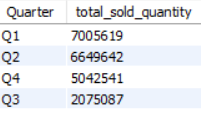 Quarter total_sold_quantity
Q1 7005619
Q2 6649642
Q4 5042541
Q3 2075087